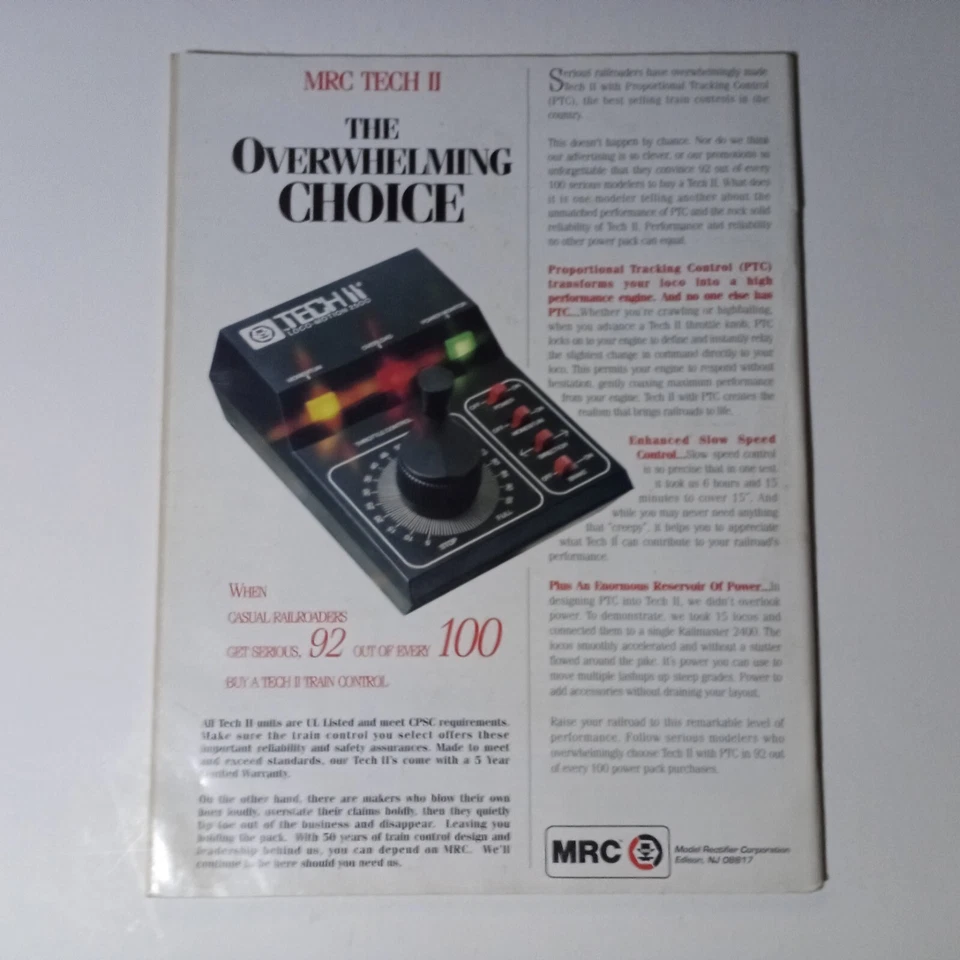 MRC TECH II
THE
OVERWHELMING
CHOICE
TECH II
LOCO-MOTION 2500
THROTTLE CONTROL
OFF
ON
POWER
OFF
ON
MOMENTUM
FULL
STOP
WHEN
CASUAL RAILROADERS
GET SERIOUS, 92 OUT OF EVERY 100
BUY A TECH II TRAIN CONTROL
All Tech II units are UL Listed and meet CPSC requirements.
Make sure the train control you select offers these
important reliability and safety assurances. Made to meet
and exceed standards, our Tech II's come with a 5 Year
Limited Warranty.
On the other hand, there are makers who blow their own
horn loudly, overstate their claims boldly, then they quietly
tip toe out of the business and disappear. Leaving you
holding the pack. With 50 years of train control design and
leadership behind us, you can depend on MRC. We'll
continue to be here should you need us.
Serious railroaders have overwhelmingly made
Tech II with Proportional Tracking Control
(PTC), the best selling train controls in the
country.
This doesn't happen by chance. Nor do we think
our advertising is so clever, or our promotions so
unforgettable that they convince 92 out of every
100 serious modelers to buy a Tech II. What does
it is one modeler telling another about the
unmatched performance of PTC and the rock solid
reliability of Tech II. Performance and reliability
no other power pack can equal.
Proportional Tracking Control (PTC)
transforms your loco into a high
performance engine. And no one else has
PTC...Whether you're crawling or highballing,
when you advance a Tech II throttle knob, PTC
locks on to your engine to define and instantly relay
the slightest change in command directly to your
loco. This permits your engine to respond without
hesitation, gently coaxing maximum performance
from your engine. Tech II with PTC creates the
realism that brings railroads to life.
Enhanced Slow Speed
Control...Slow speed control
is so precise that in one test
it took us 6 hours and 15
minutes to cover 15". And
while you may never need anything
that "creepy", it helps you to appreciate
what Tech II can contribute to your railroad's
performance.
Plus An Enormous Reservoir Of Power...In
designing PTC into Tech II, we didn't overlook
power. To demonstrate, we took 15 locos and
connected them to a single Railmaster 2400. The
locos smoothly accelerated and without a stutter
flowed around the pike. It's power you can use to
move multiple lashups up steep grades. Power to
add accessories without draining your layout.
Raise your railroad to this remarkable level of
performance. Follow serious modelers who
overwhelmingly choose Tech II with PTC in 92 out
of every 100 power pack purchases.
MRC
Model Rectifier Corporation
Edison, NJ 08817